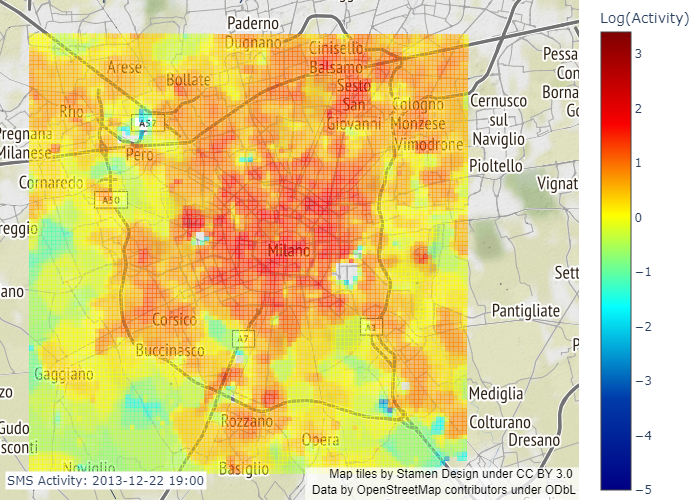 Paderno
Dugnano
Cinisello
Balsamo
Arese
Bollate
Sesto
San
Giovanni
Rho
A52
Pero
Cologno
Monzese
Vimodrone
Cernusco
sul
Naviglio
Pioltello
Pessa
Con
Borna
Go
Vignat
Pregnana
Milanese
Cornaredo
A50
reggio
Milano
ano
Sett
Pantigliate
P
Corsico
A7
Buccinasco
Gaggiano
zo
Gudo
sconti
Rozzano
Opera
Mediglia
Colturano
Dresano
Noviglio
Basiglio
SMS Activity: 2013-12-22 19:00
Map tiles by Stamen Design under CC BY 3.0
Data by OpenStreetMap contributors under ODbL
Log(Activity)
3
2
1
0
−1
−2
−3
−4
−5